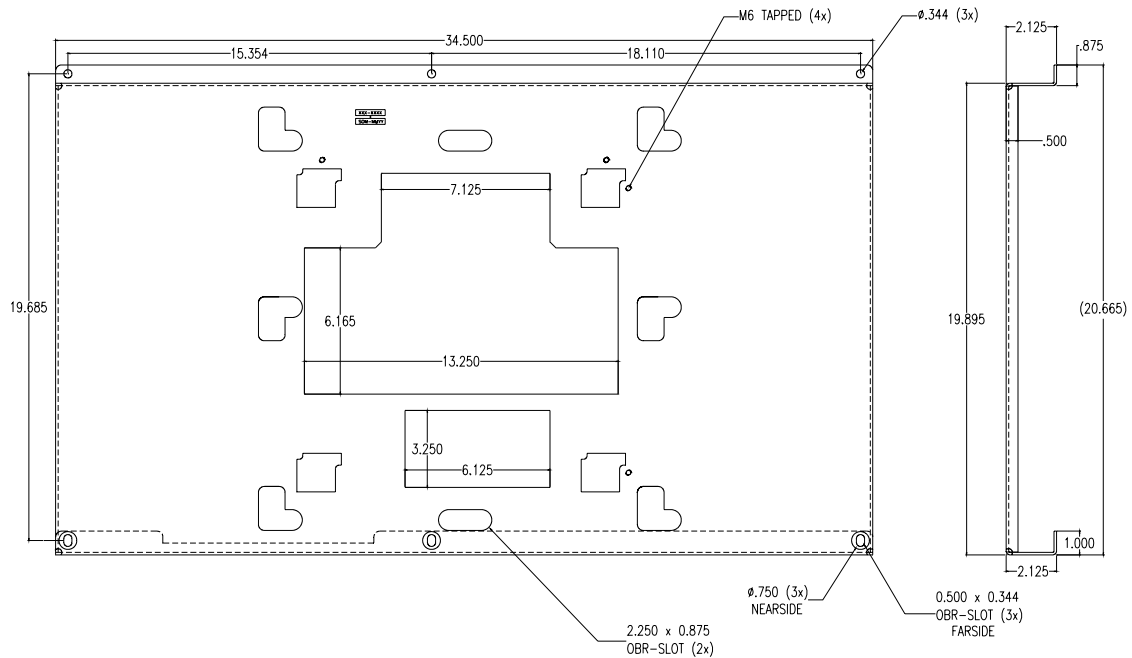 M6 TAPPED (4x)
ø.344 (3x)
34.500
15.354
18.110
2.125
.875
XXX-XXXX
.500
7.125
19.685
6.165
19.895
(20.665)
13.250
3.250
6.125
1.000
2.125
ø.750 (3x)
NEARSIDE
0.500 x 0.344
OBR-SLOT (3x)
FARSIDE
2.250 x 0.875
OBR-SLOT (2x)